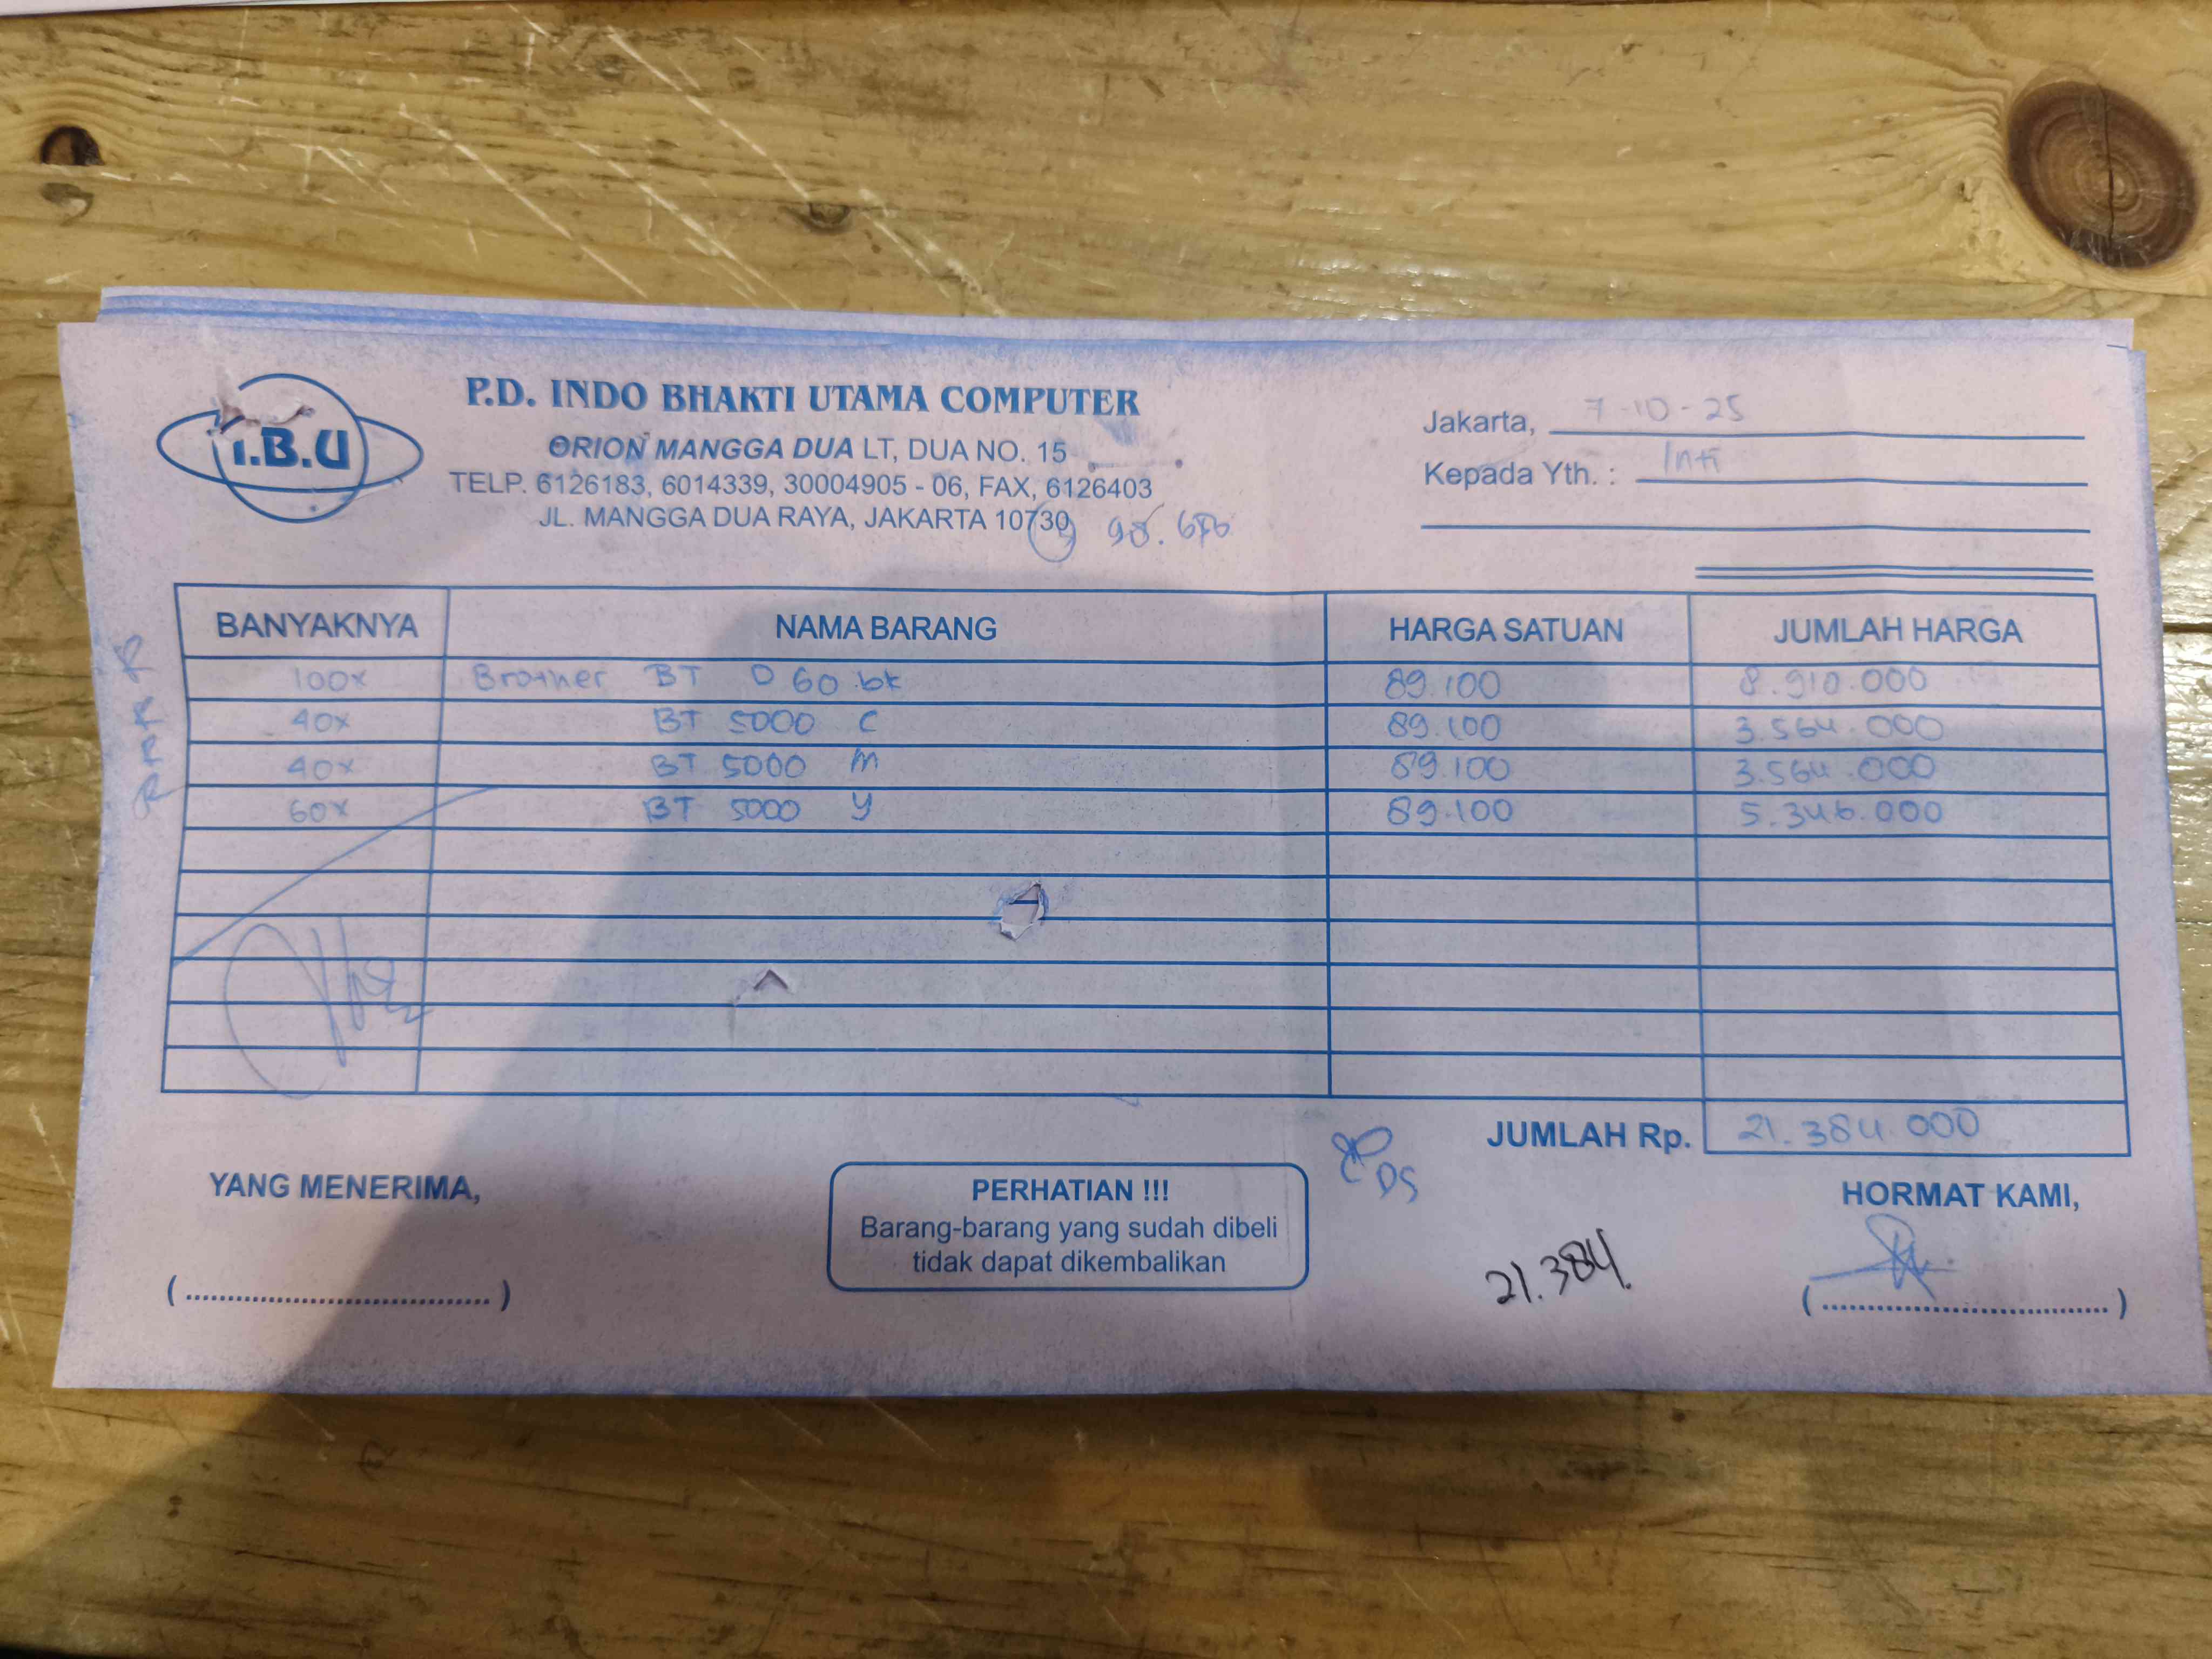 I.B.U
P.D. INDO BHAKTI UTAMA COMPUTER
ORION MANGGA DUA LT, DUA NO. 15
TELP. 6126183, 6014339, 30004905 - 06, FAX, 6126403
JL. MANGGA DUA RAYA, JAKARTA 10730
Jakarta, 7-10-25
Kepada Yth. : Inti
BANYAKNYA NAMA BARANG HARGA SATUAN JUMLAH HARGA
100x Brother BT D60 bk 89.100 8.910.000
40x BT 5000 C 89.100 3.564.000
40x BT 5000 M 89.100 3.564.000
60x BT 5000 Y 89.100 5.346.000
JUMLAH Rp. 21.384.000
YANG MENERIMA,
PERHATIAN !!!
Barang-barang yang sudah dibeli
tidak dapat dikembalikan
DS
21.384
HORMAT KAMI,